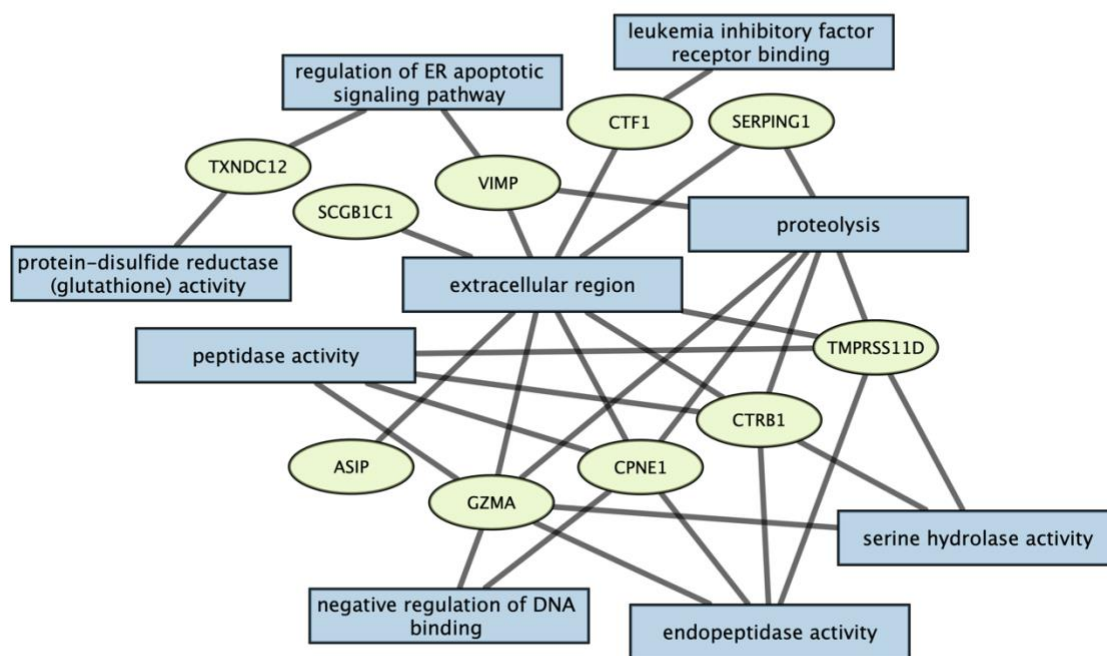 leukemia inhibitory factor
receptor binding
regulation of ER apoptotic
signaling pathway
CTF1
SERPING1
TXNDC12
VIMP
SCGB1C1
proteolysis
protein-disulfide reductase
(glutathione) activity
extracellular region
peptidase activity
TMPRSS11D
CTRB1
ASIP
CPNE1
GZMA
serine hydrolase activity
negative regulation of DNA
binding
endopeptidase activity